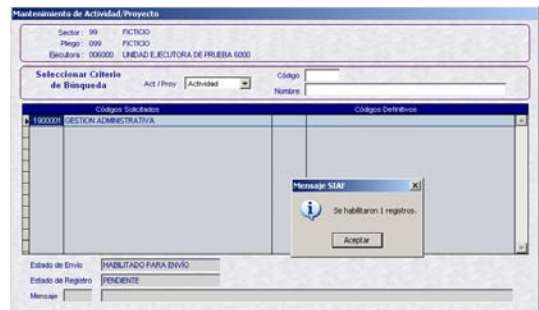 Mantenimiento de Actividad/Proyecto
Sector : 99 FICTICIO
Pliego : 099 FICTICIO
Ejecutora : 006000 UNIDAD EJECUTORA DE PRUEBA 6000
Seleccionar Criterio de Búsqueda
Act / Proy Actividad
Código
Nombre
Códigos Solicitados Códigos Definitivos
1900001 GESTION ADMINISTRATIVA
Mensaje SIAF
Se habilitaron 1 registros.
Aceptar
Estado de Envío HABILITADO PARA ENVÍO
Estado de Registro PENDIENTE
Mensaje